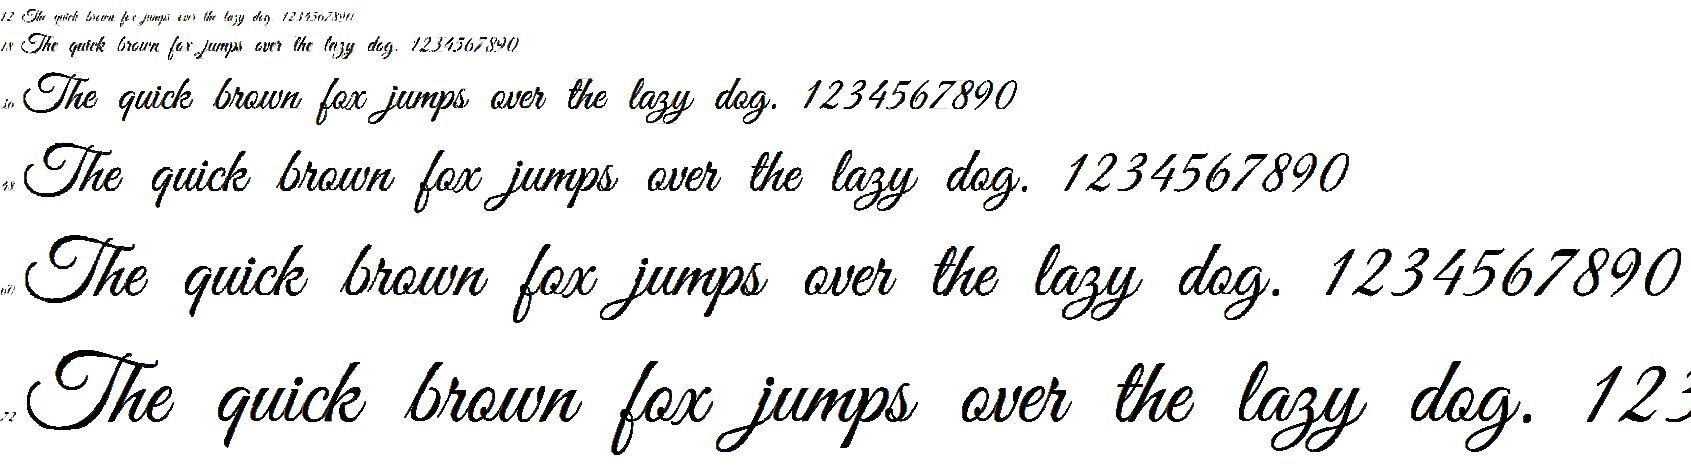 12 The quick brown fox jumps over the lazy dog. 1234567890
18 The quick brown fox jumps over the lazy dog. 1234567890
36 The quick brown fox jumps over the lazy dog. 1234567890
48 The quick brown fox jumps over the lazy dog. 1234567890
60 The quick brown fox jumps over the lazy dog. 1234567890
72 The quick brown fox jumps over the lazy dog. 123